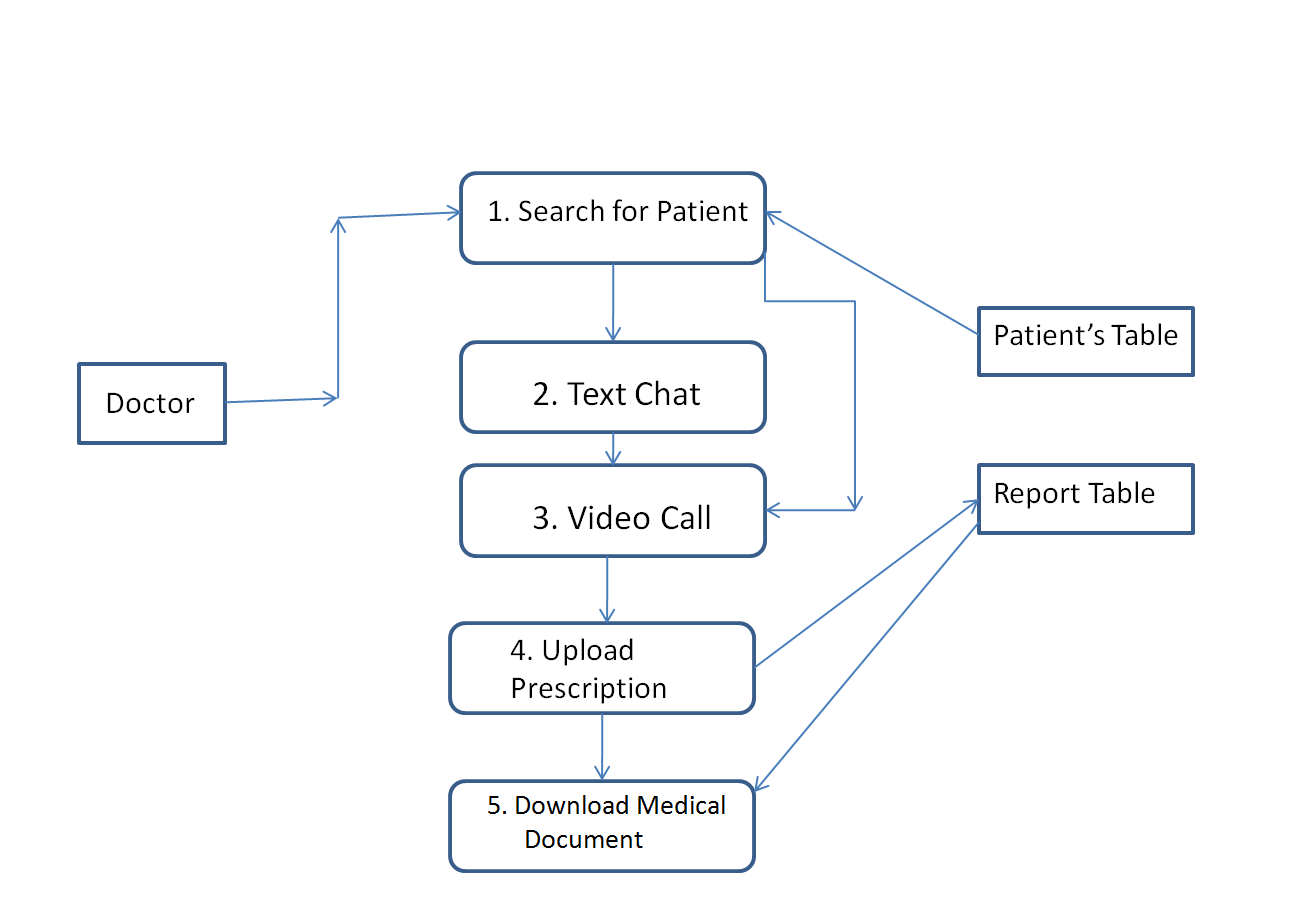 1. Search for Patient
Patient's Table
2. Text Chat
Doctor
Report Table
3. Video Call
4. Upload
Prescription
5. Download Medical
Document